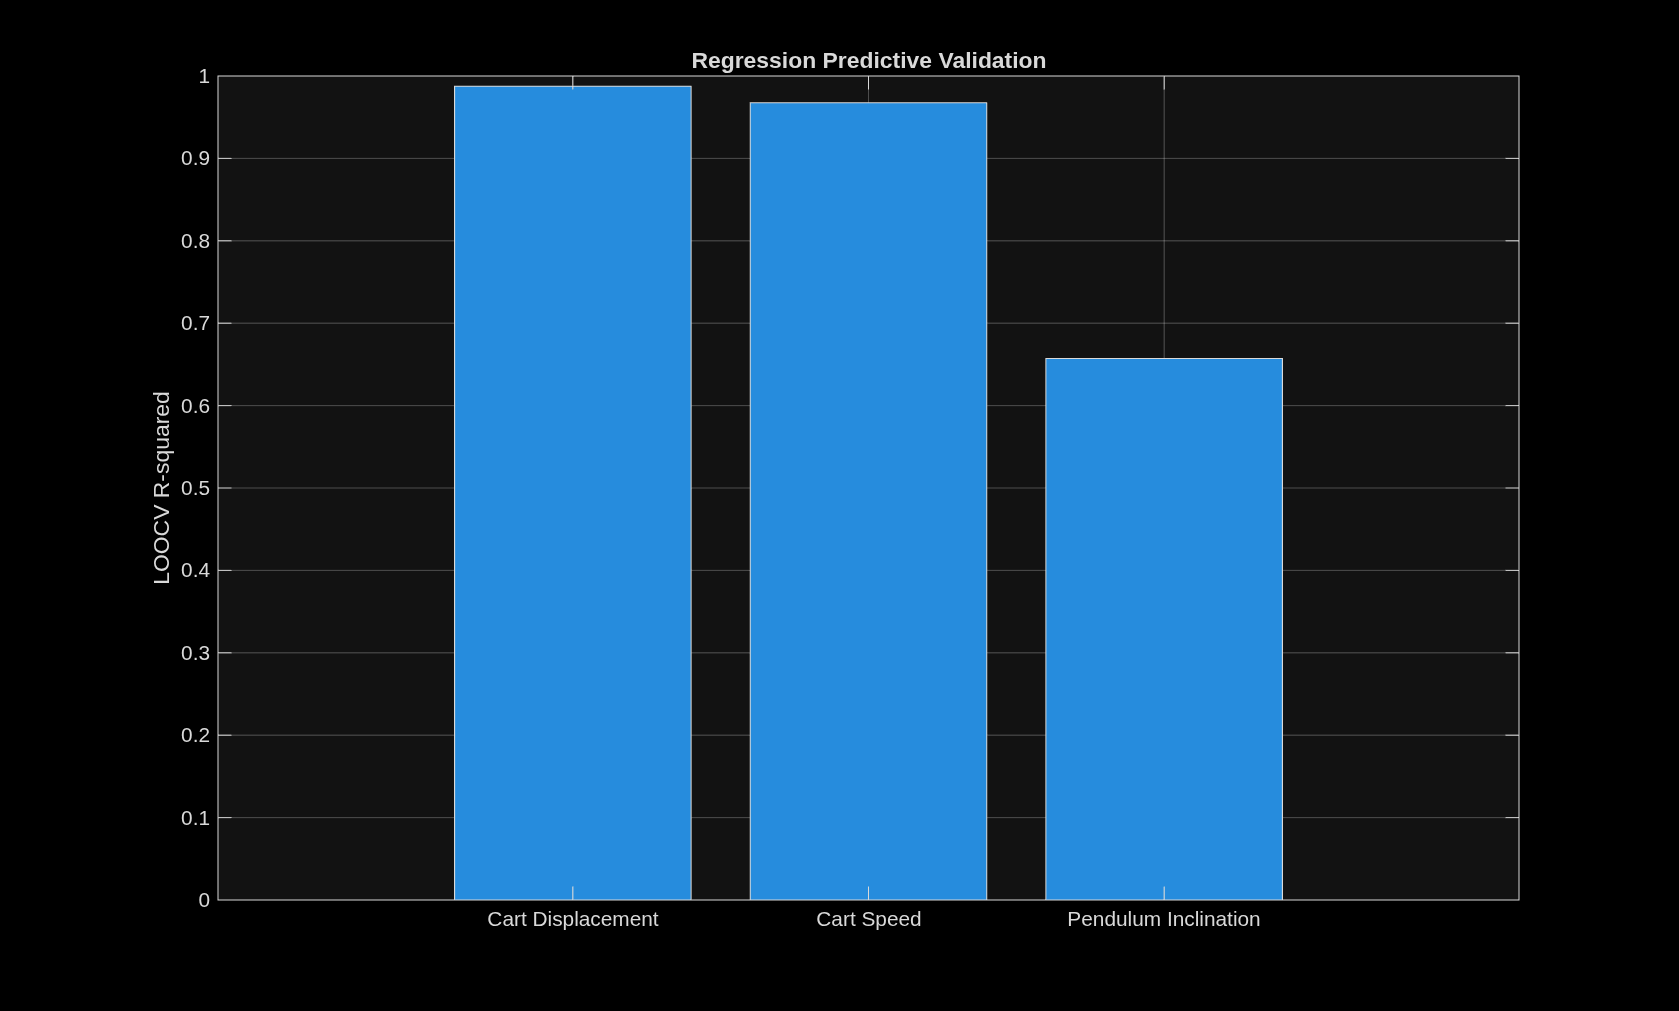 Regression Predictive Validation
1
0.9
0.8
0.7
0.6
0.5
0.4
0.3
0.2
0.1
0
LOOCV R-squared
Cart Displacement
Cart Speed
Pendulum Inclination